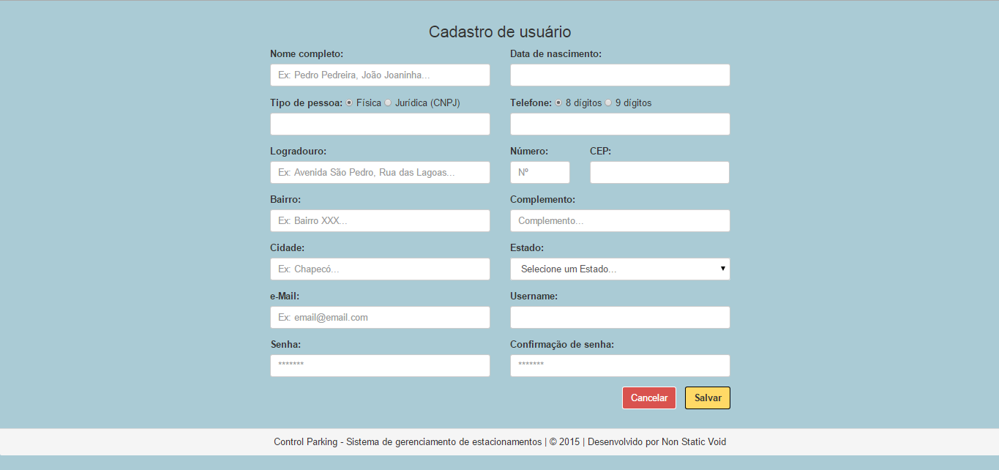 Cadastro de usuário
Nome completo: Data de nascimento:
Ex: Pedro Pedreira, João Joaninha...
Tipo de pessoa: Física Jurídica (CNPJ) Telefone: 8 dígitos 9 dígitos
Logradouro: Número: CEP:
Ex: Avenida São Pedro, Rua das Lagoas... Nº
Bairro: Complemento:
Ex: Bairro XXX... Complemento...
Cidade: Estado:
Ex: Chapecó... Selecione um Estado...
e-Mail: Username:
Ex: email@email.com
Senha: Confirmação de senha:
******* *******
Cancelar Salvar
Control Parking - Sistema de gerenciamento de estacionamentos | © 2015 | Desenvolvido por Non Static Void